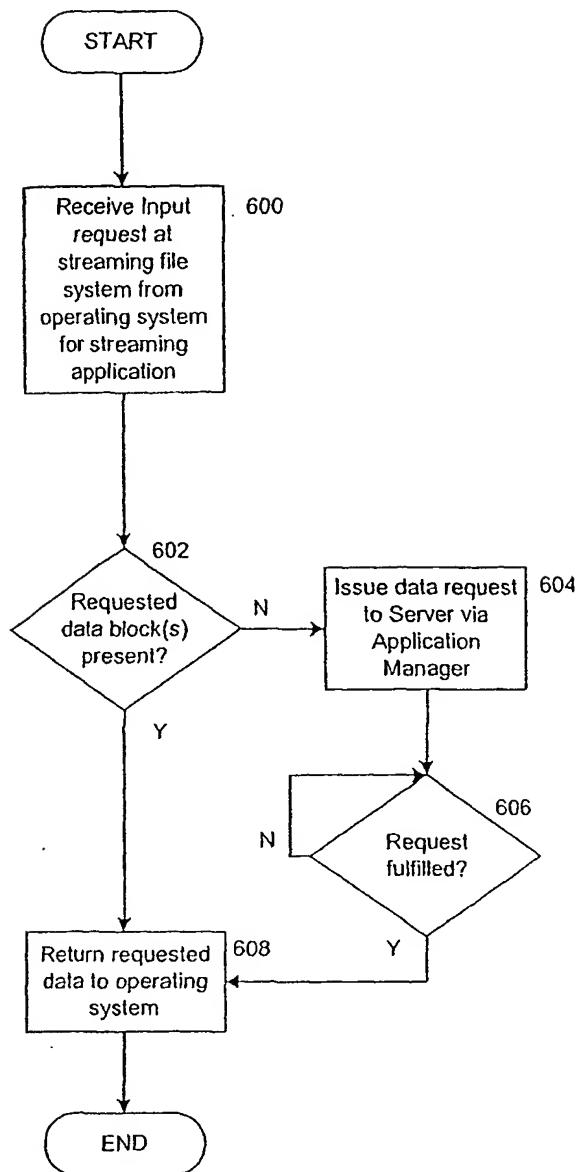 START
Receive Input
request at
streaming file
system from
operating system
for streaming
application
600
602
Requested
data block(s)
present?
N
Y
Issue data request
to Server via
Application
Manager
604
606
Request
fulfilled?
N
Y
Return requested
data to operating
system
608
END